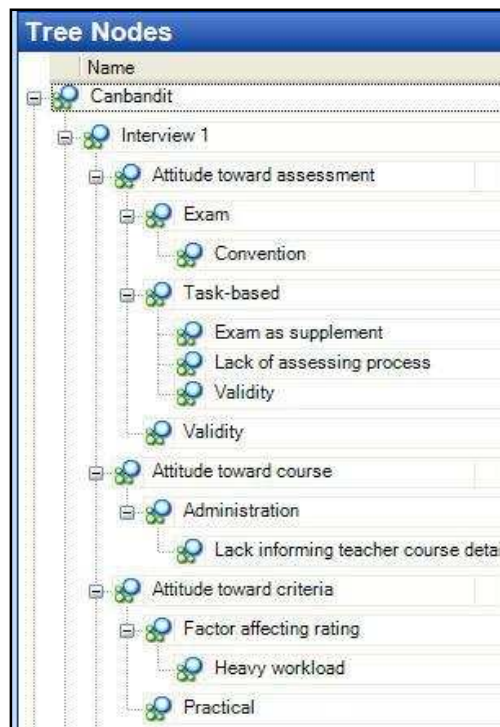 Tree Nodes
Name
Canbandit
Interview 1
Attitude toward assessment
Exam
Convention
Task-based
Exam as supplement
Lack of assessing process
Validity
Validity
Attitude toward course
Administration
Lack informing teacher course deta
Attitude toward criteria
Factor affecting rating
Heavy workload
Practical